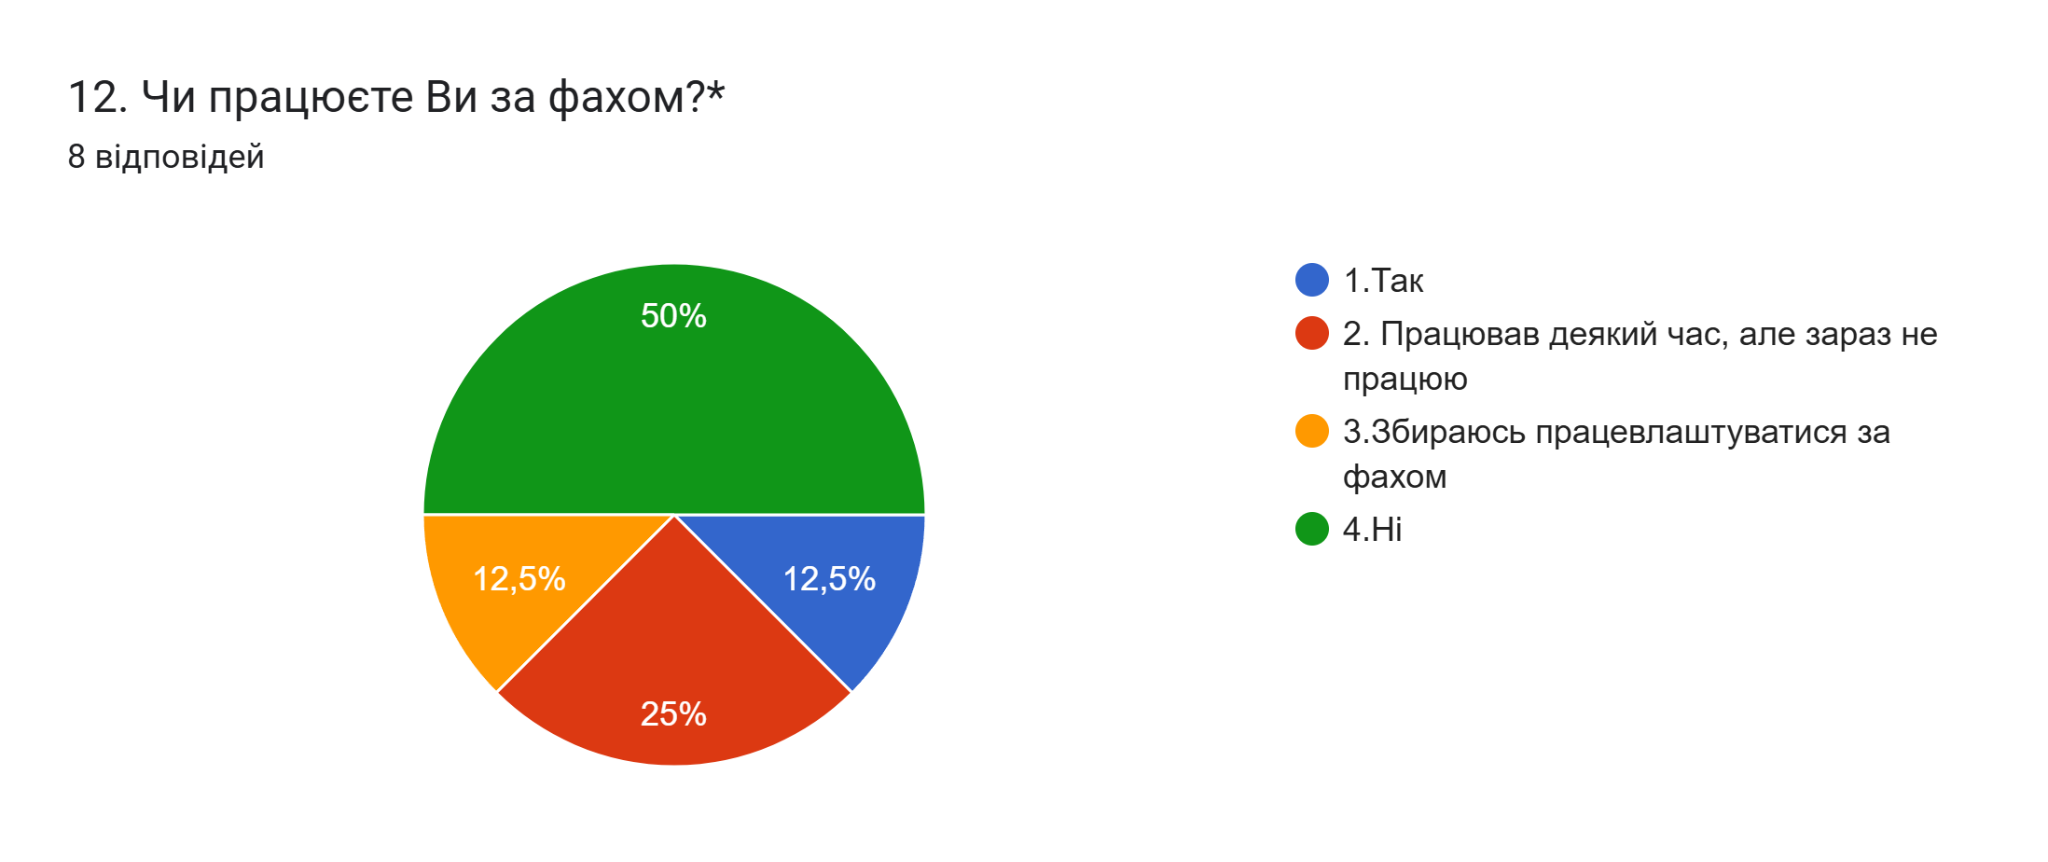 12. Чи працюєте Ви за фахом?*
8 відповідей
50%
12,5%
12,5%
25%
1.Так
2. Працював деякий час, але зараз не
працюю
3.Збираюсь працевлаштуватися за
фахом
4.Ні